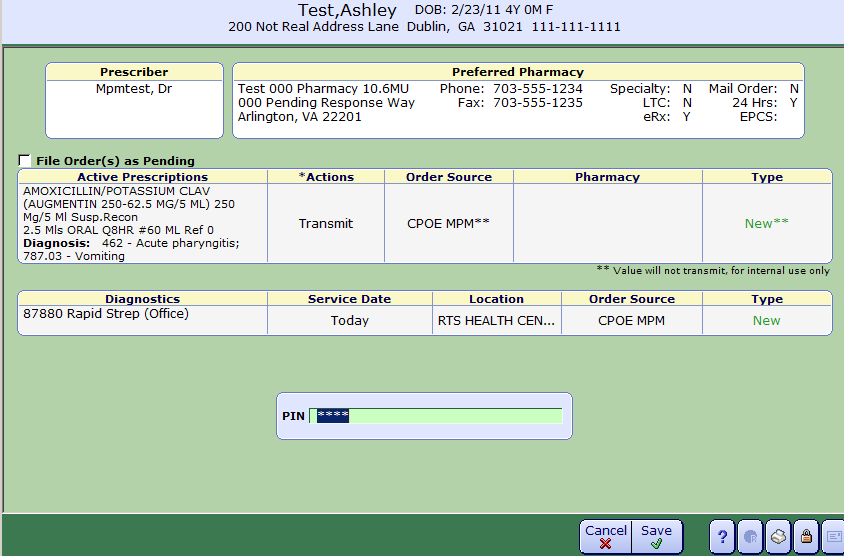 Test,Ashley DOB: 2/23/11 4Y 0M F
200 Not Real Address Lane Dublin, GA 31021 111-111-1111
Prescriber
Mpmtest, Dr
Preferred Pharmacy
Test 000 Pharmacy 10.6MU Phone: 703-555-1234 Specialty: N Mail Order: N
000 Pending Response Way Fax: 703-555-1235 LTC: N 24 Hrs: Y
Arlington, VA 22201 eRx: Y EPCS:
File Order(s) as Pending
Active Prescriptions *Actions Order Source Pharmacy Type
AMOXICILLIN/POTASSIUM CLAV
(AUGMENTIN 250-62.5 MG/5 ML) 250
Mg/5 Ml Susp.Recon
2.5 Mls ORAL Q8HR #60 ML Ref 0
Diagnosis: 462 - Acute pharyngitis;
787.03 - Vomiting
Transmit CPOE MPM** New**
** Value will not transmit, for internal use only
Diagnostics Service Date Location Order Source Type
87880 Rapid Strep (Office) Today RTS HEALTH CEN... CPOE MPM New
PIN ****
Cancel Save ?